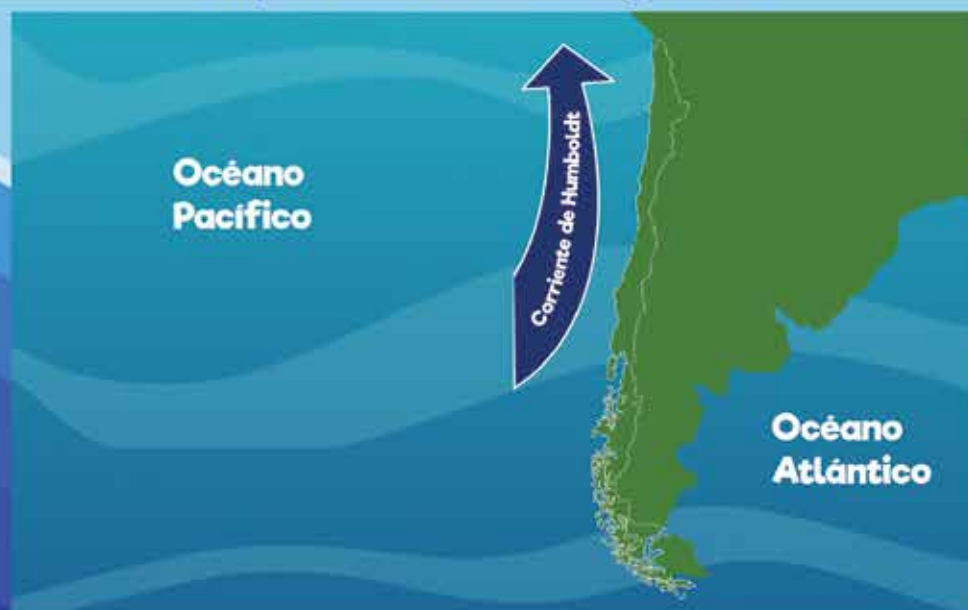 Océano
Pacífico
Corriente de Humboldt
Océano
Atlántico